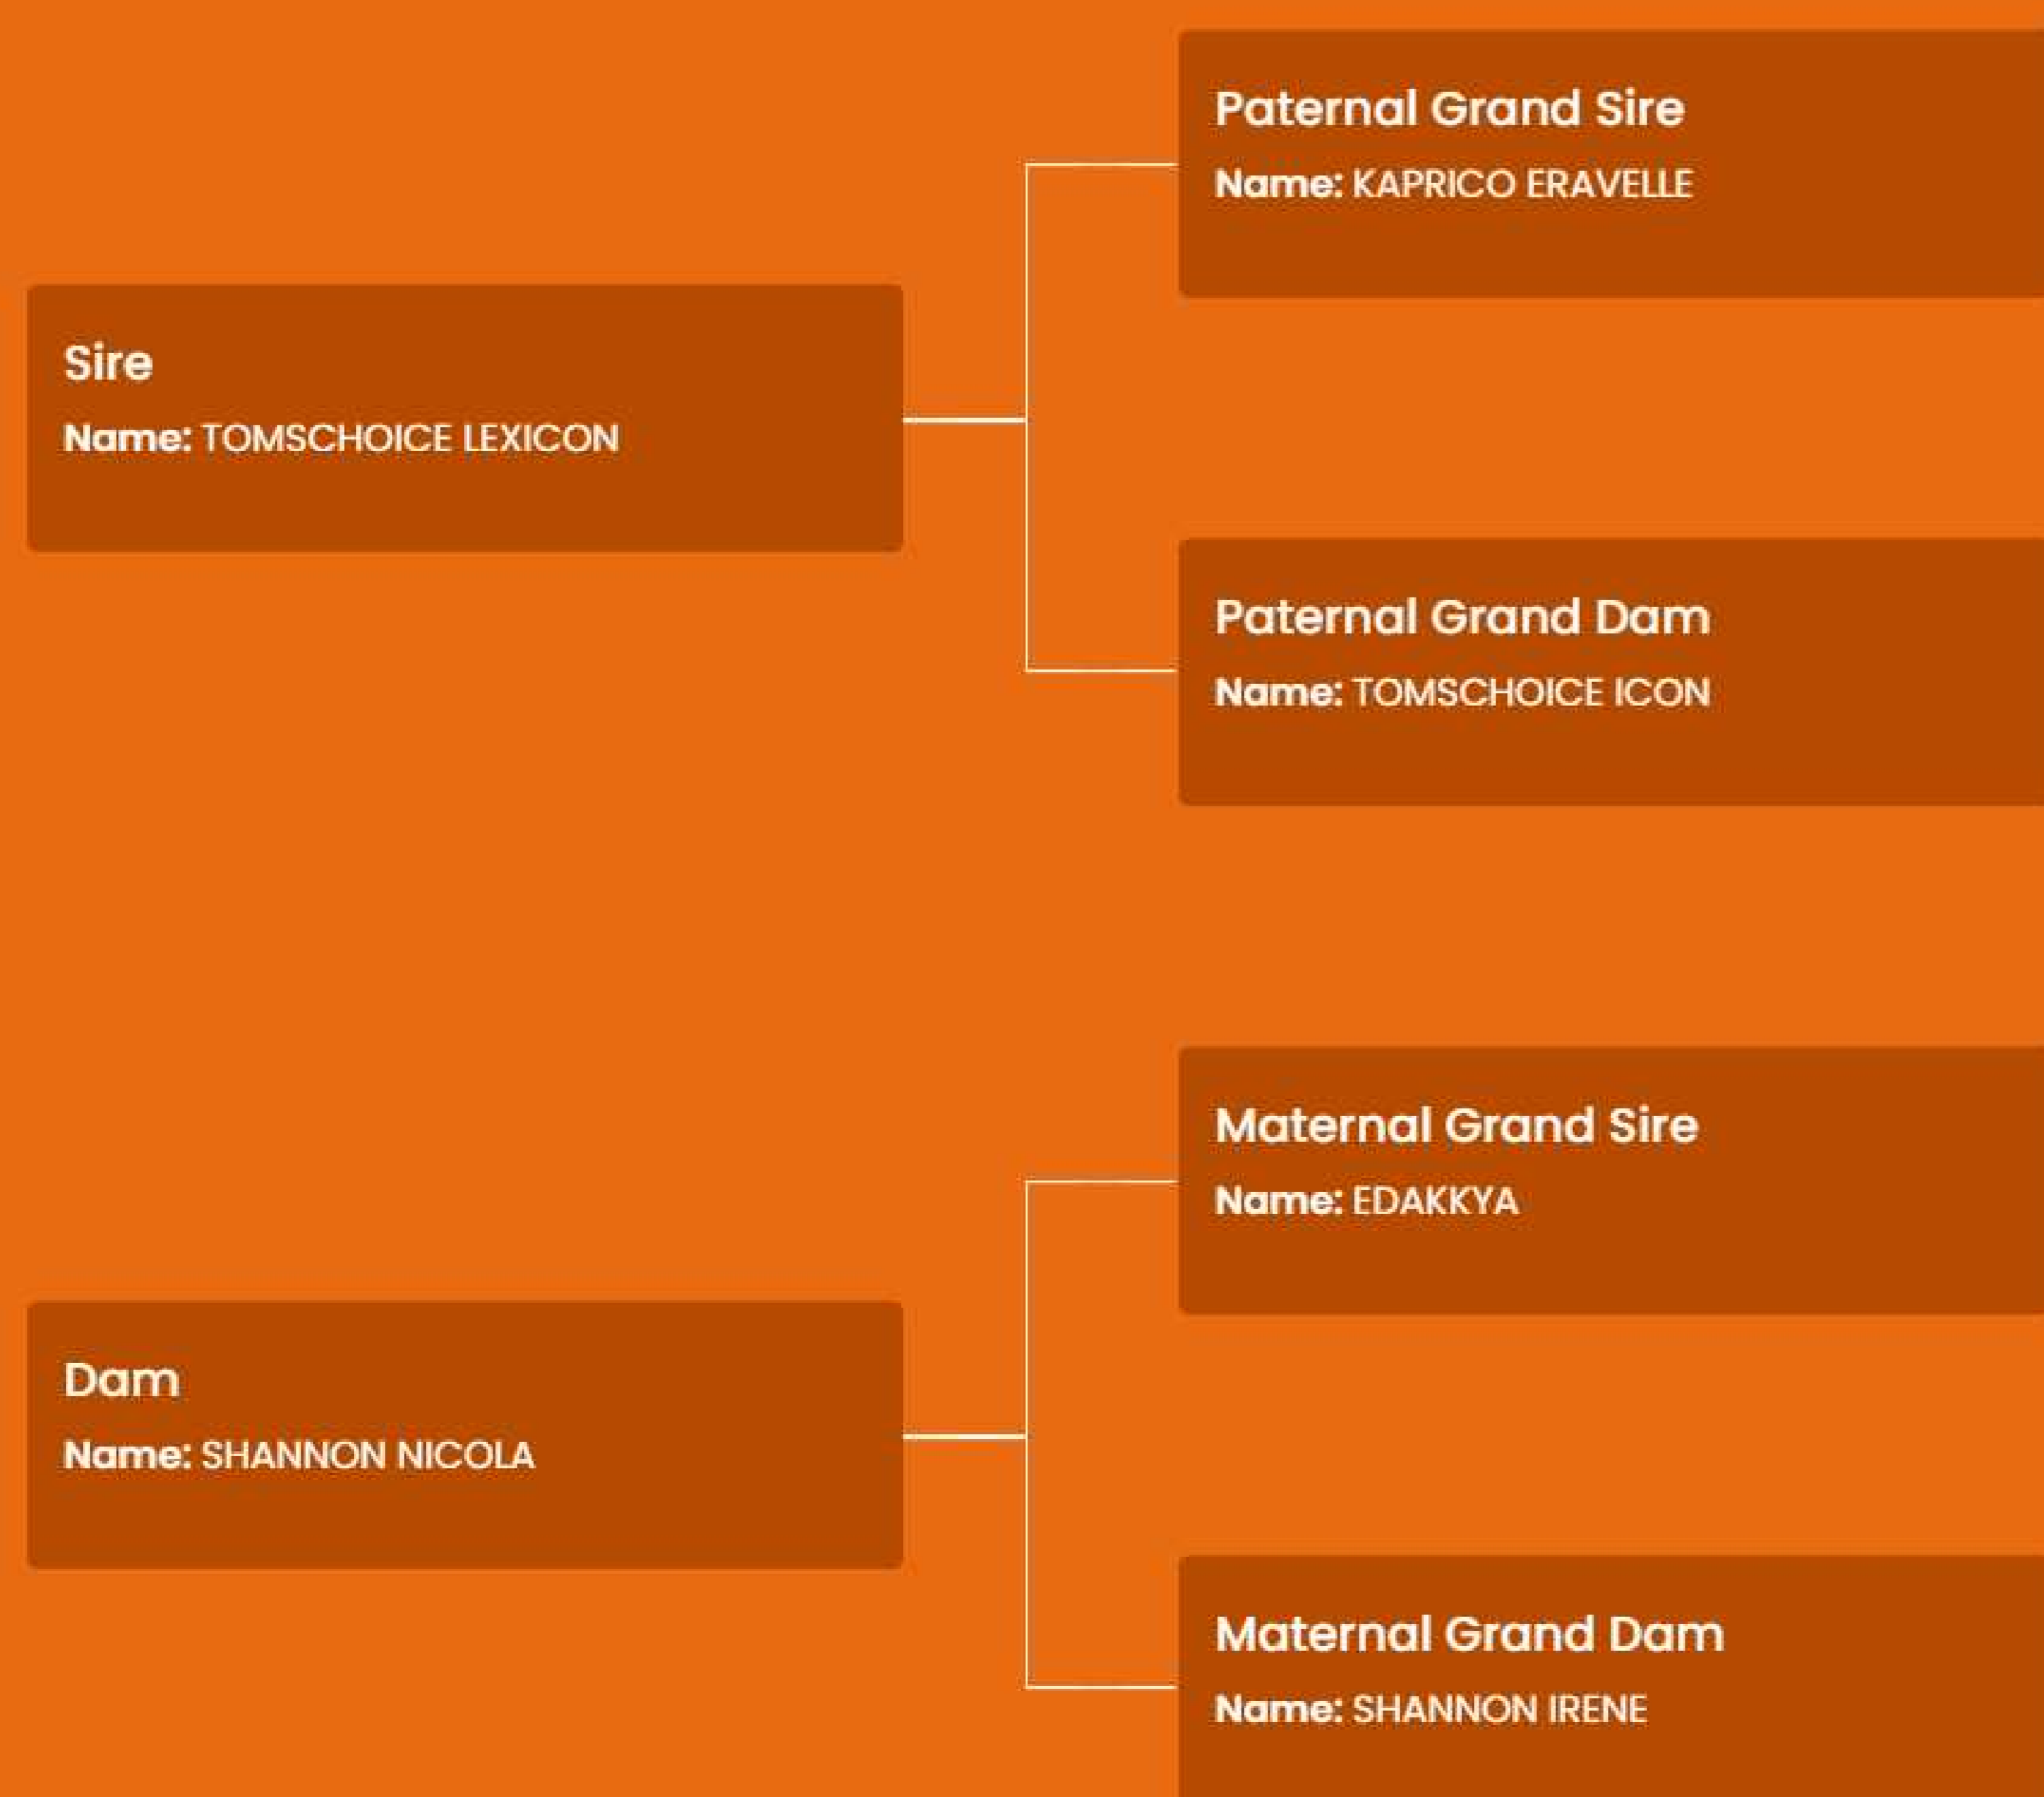 Paternal Grand Sire
Name: KAPRICO ERAVELLE
Sire
Name: TOMSCHOICE LEXICON
Paternal Grand Dam
Name: TOMSCHOICE ICON
Maternal Grand Sire
Name: EDAKKYA
Dam
Name: SHANNON NICOLA
Maternal Grand Dam
Name: SHANNON IRENE